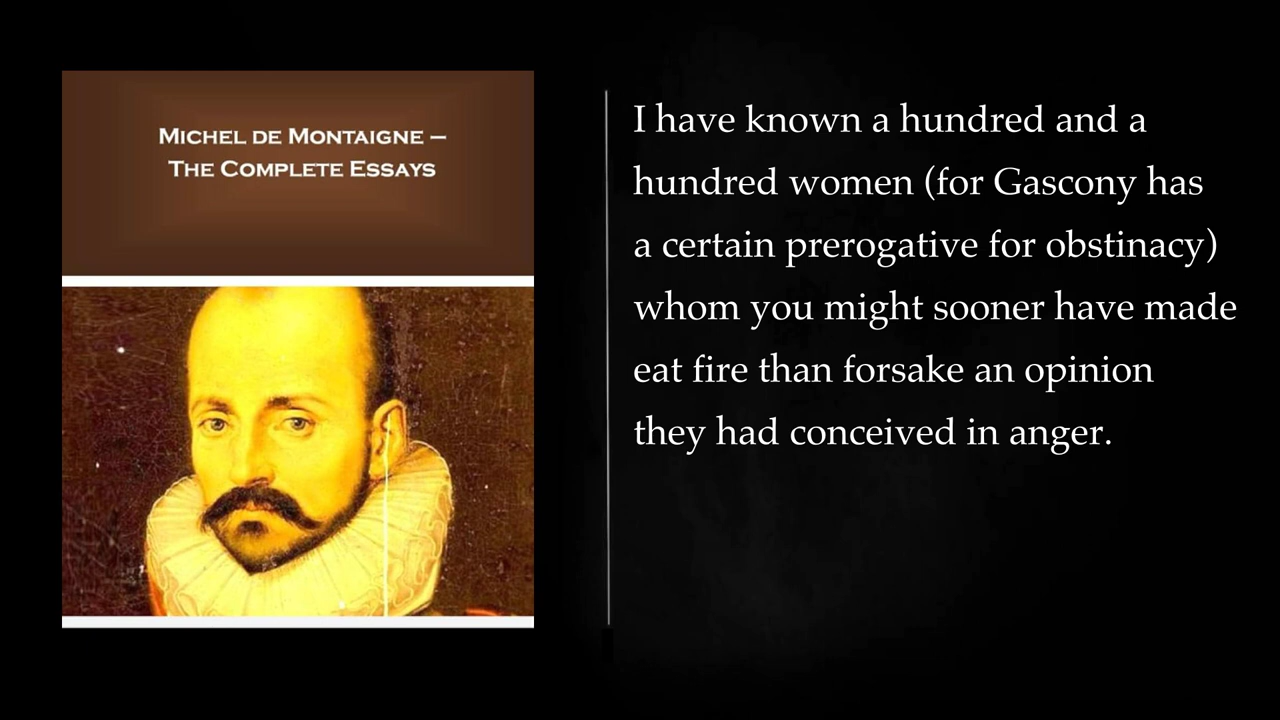 Michel de Montaigne –
The Complete Essays
I have known a hundred and a
hundred women (for Gascony has
a certain prerogative for obstinacy)
whom you might sooner have made
eat fire than forsake an opinion
they had conceived in anger.